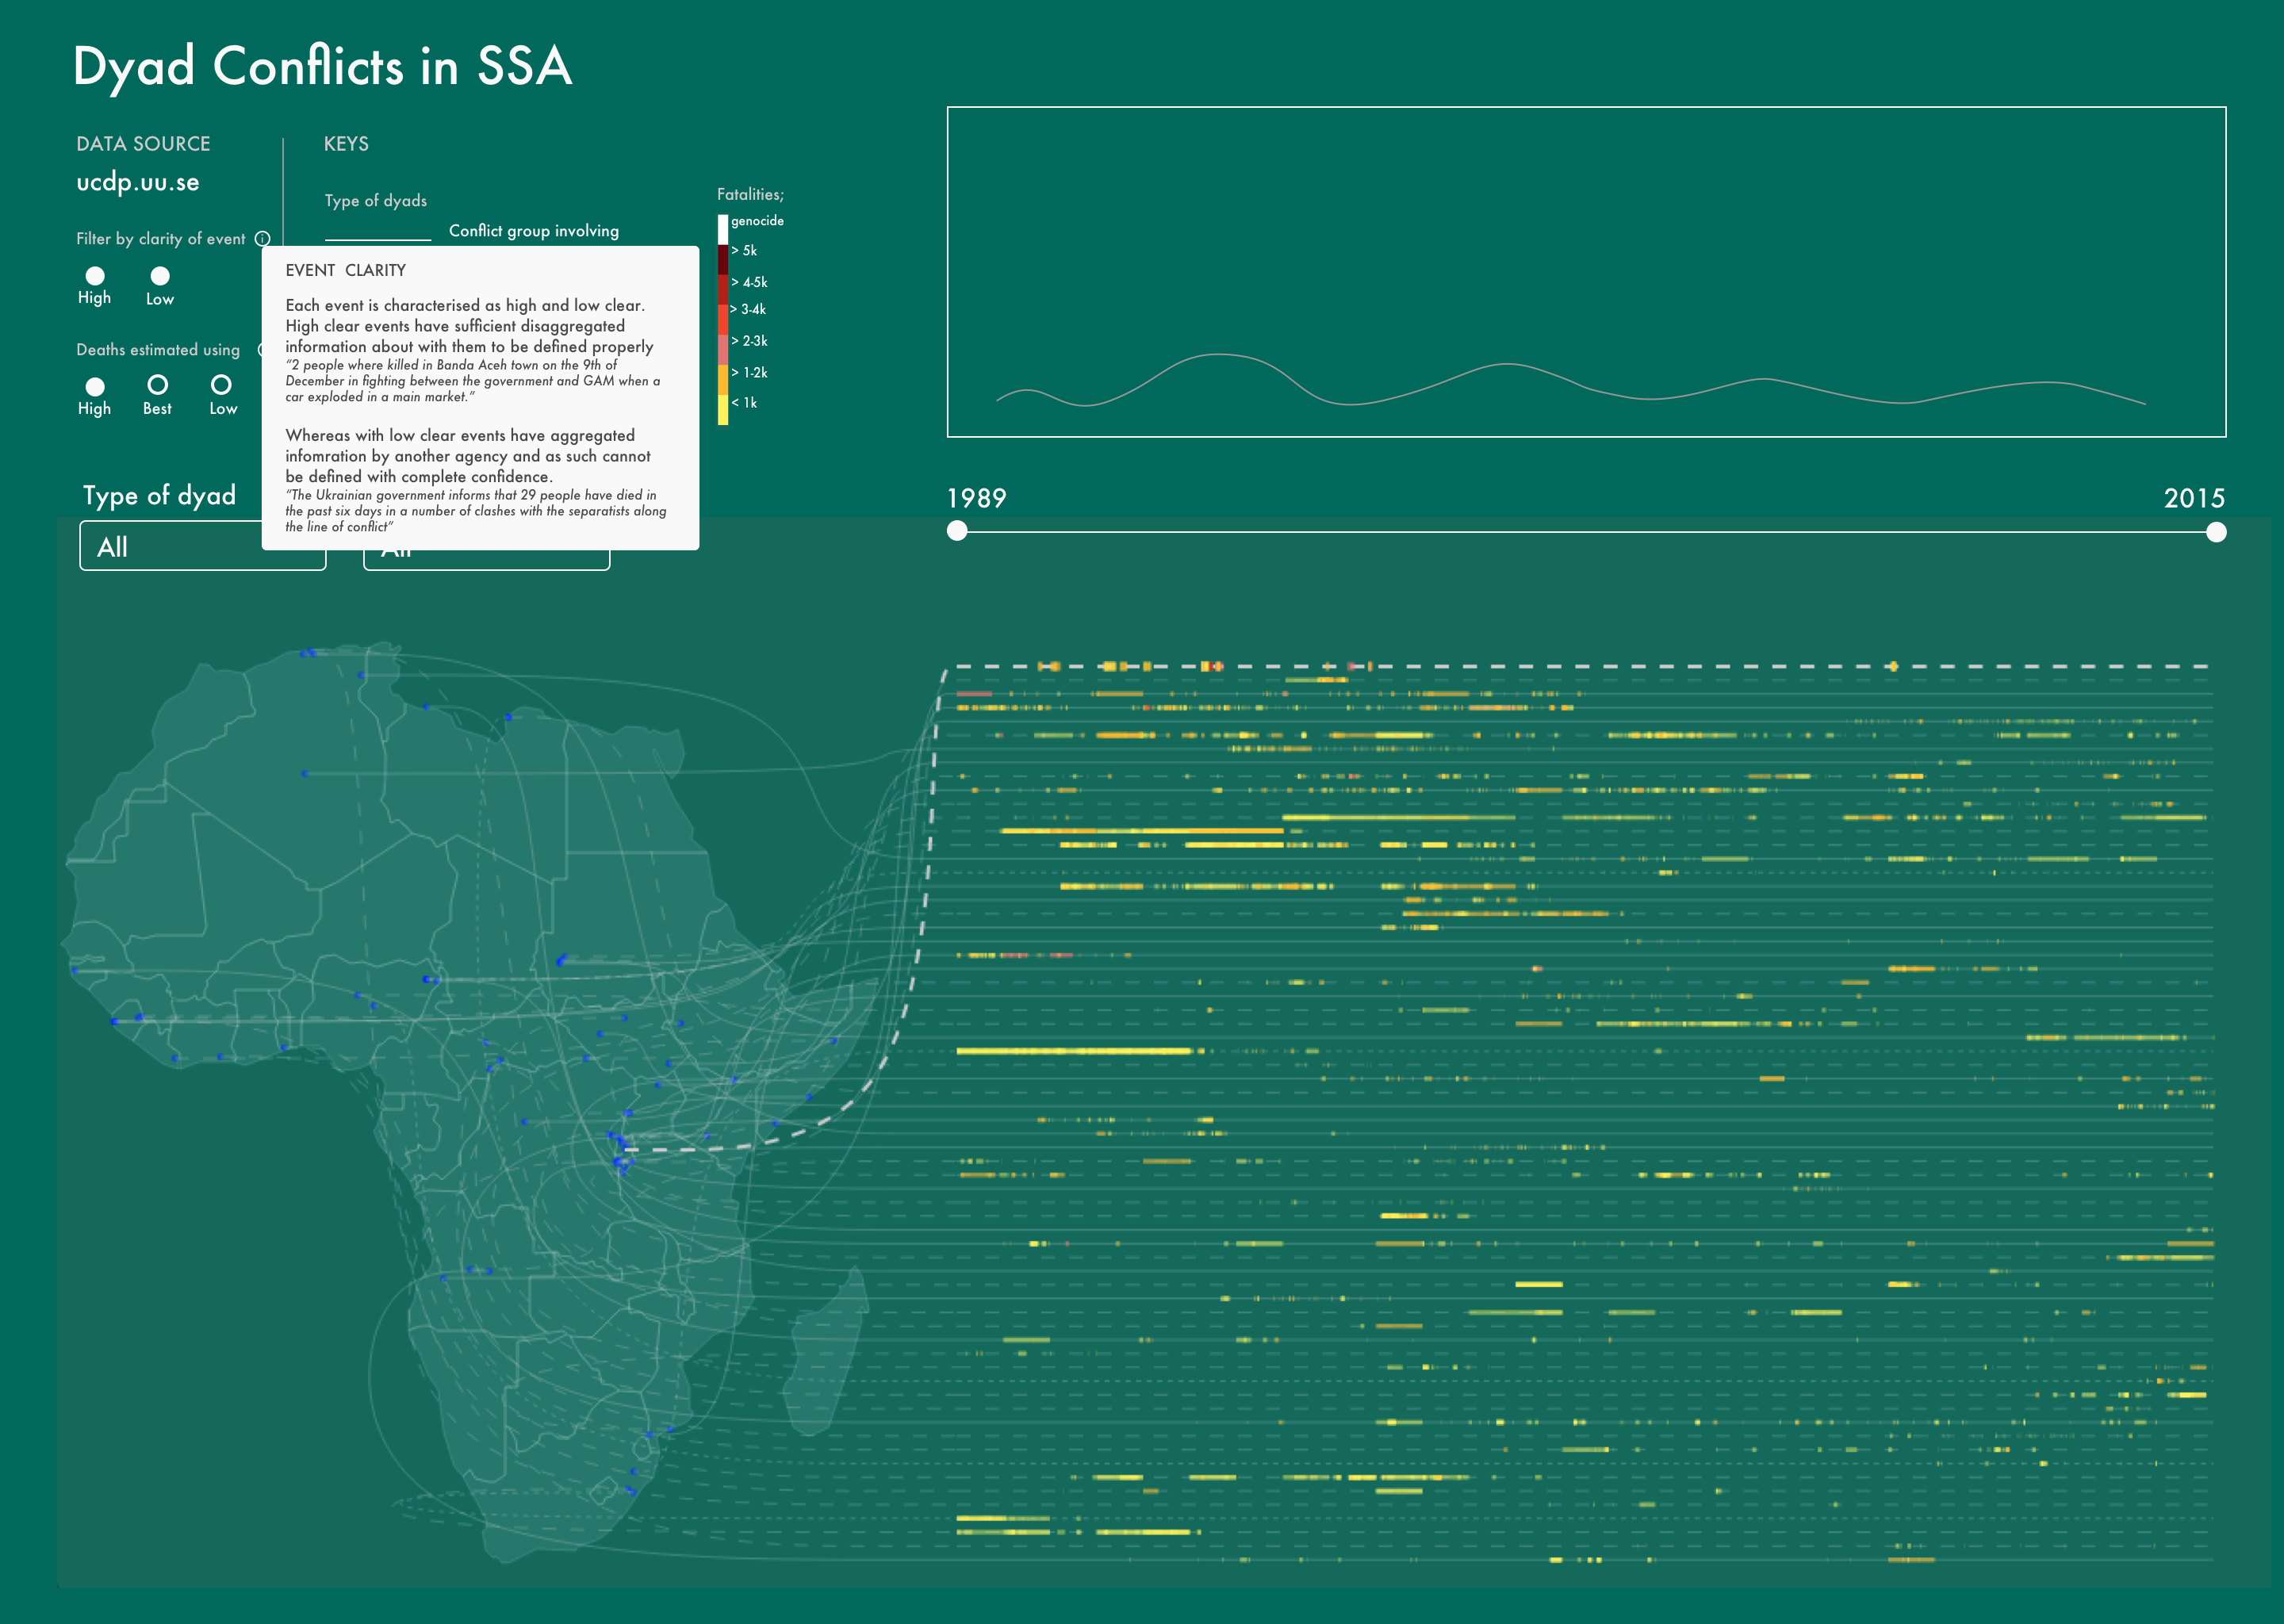 Dyad Conflicts in SSA
DATA SOURCE
ucdp.uu.se
Filter by clarity of event
High
Low
Deaths estimated using
High
Best
Low
KEYS
Type of dyads
Conflict group involving
Fatalities;
genocide
> 5k
> 4-5k
> 3-4k
> 2-3k
> 1-2k
< 1k
EVENT CLARITY
Each event is characterised as high and low clear.
High clear events have sufficient disaggregated
information about with them to be defined properly
“2 people where killed in Banda Aceh town on the 9th of
December in fighting between the government and GAM when a
car exploded in a main market.”
Whereas with low clear events have aggregated
infomration by another agency and as such cannot
be defined with complete confidence.
“The Ukrainian government informs that 29 people have died in
the past six days in a number of clashes with the separatists along
the line of conflict”
Type of dyad
All
All
1989
2015